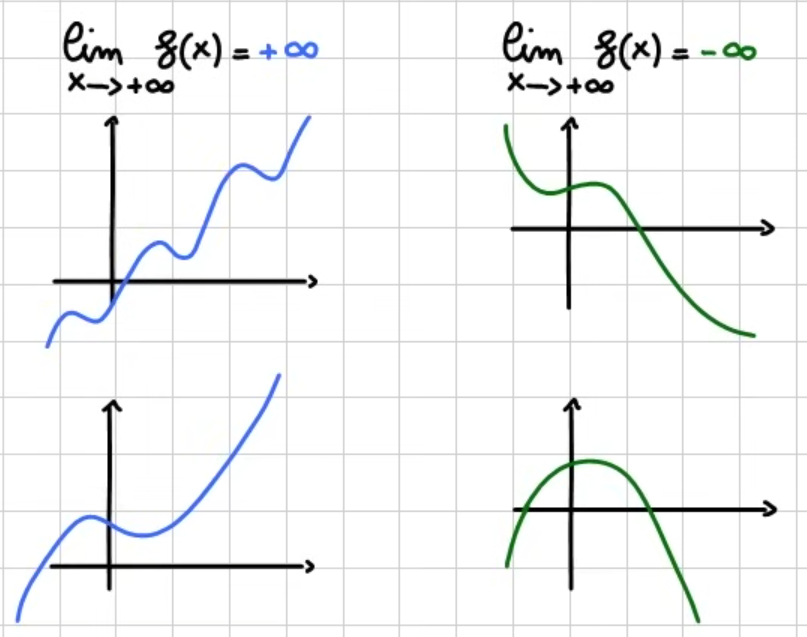 lim f(x) = +∞
x→+∞
lim f(x) = -∞
x→+∞